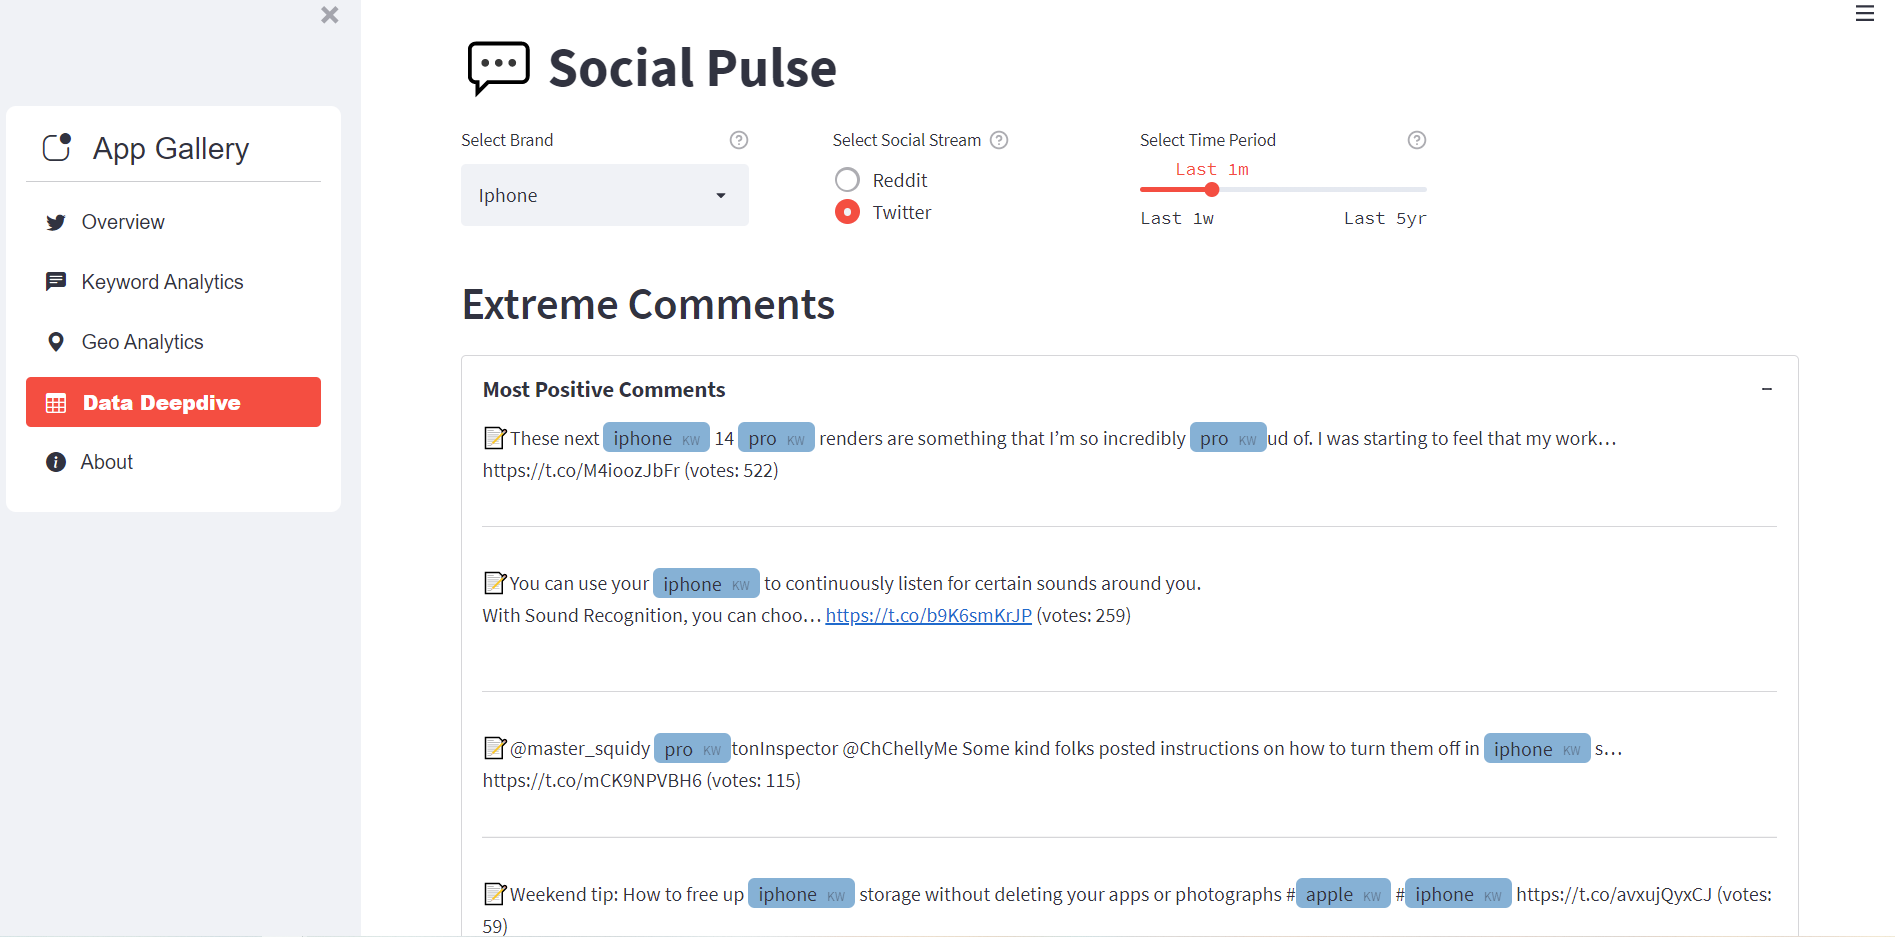 Social Pulse
App Gallery
Overview
Keyword Analytics
Geo Analytics
Data Deepdive
About
Select Brand
Iphone
Select Social Stream
Reddit
Twitter
Select Time Period
Last 1m
Last 1w Last 5yr
Extreme Comments
Most Positive Comments
📝These next iphone KW 14 pro KW renders are something that I’m so incredibly pro KW ud of. I was starting to feel that my work…
https://t.co/M4ioozJbFr (votes: 522)
📝You can use your iphone KW to continuously listen for certain sounds around you.
With Sound Recognition, you can choo… https://t.co/b9K6smKrJP (votes: 259)
📝@master_squidy pro KW tonInspector @ChChellyMe Some kind folks posted instructions on how to turn them off in iphone KW s…
https://t.co/mCK9NPVBH6 (votes: 115)
📝Weekend tip: How to free up iphone KW storage without deleting your apps or photographs # apple KW # iphone KW https://t.co/avxujQyxCJ (votes:
59)